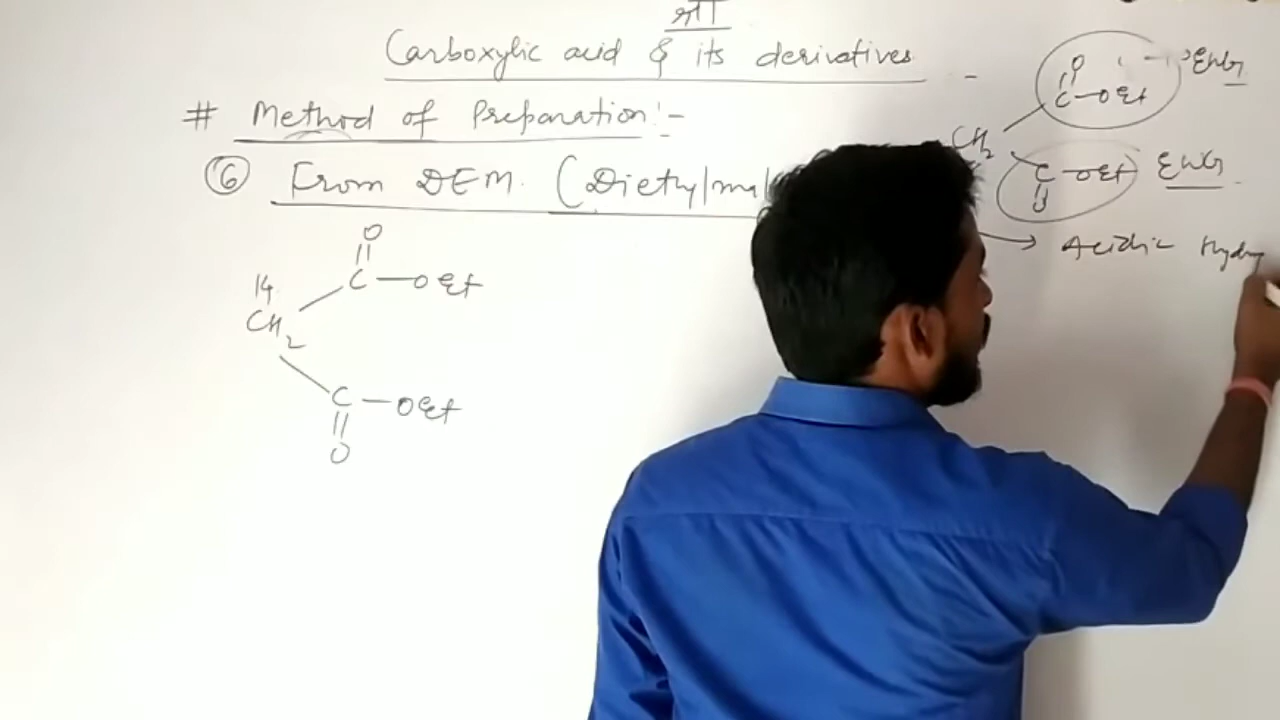 श्री
Carboxylic acid & its derivatives
# Method of Preparation:-
⑥ From DEM. (Diethylmal
O
||
14 C—OEt
CH2
C—OEt
||
O
O EWG
||
C—OEt
CH2
C—OEt EWG
||
O
→ Acidic Hydro